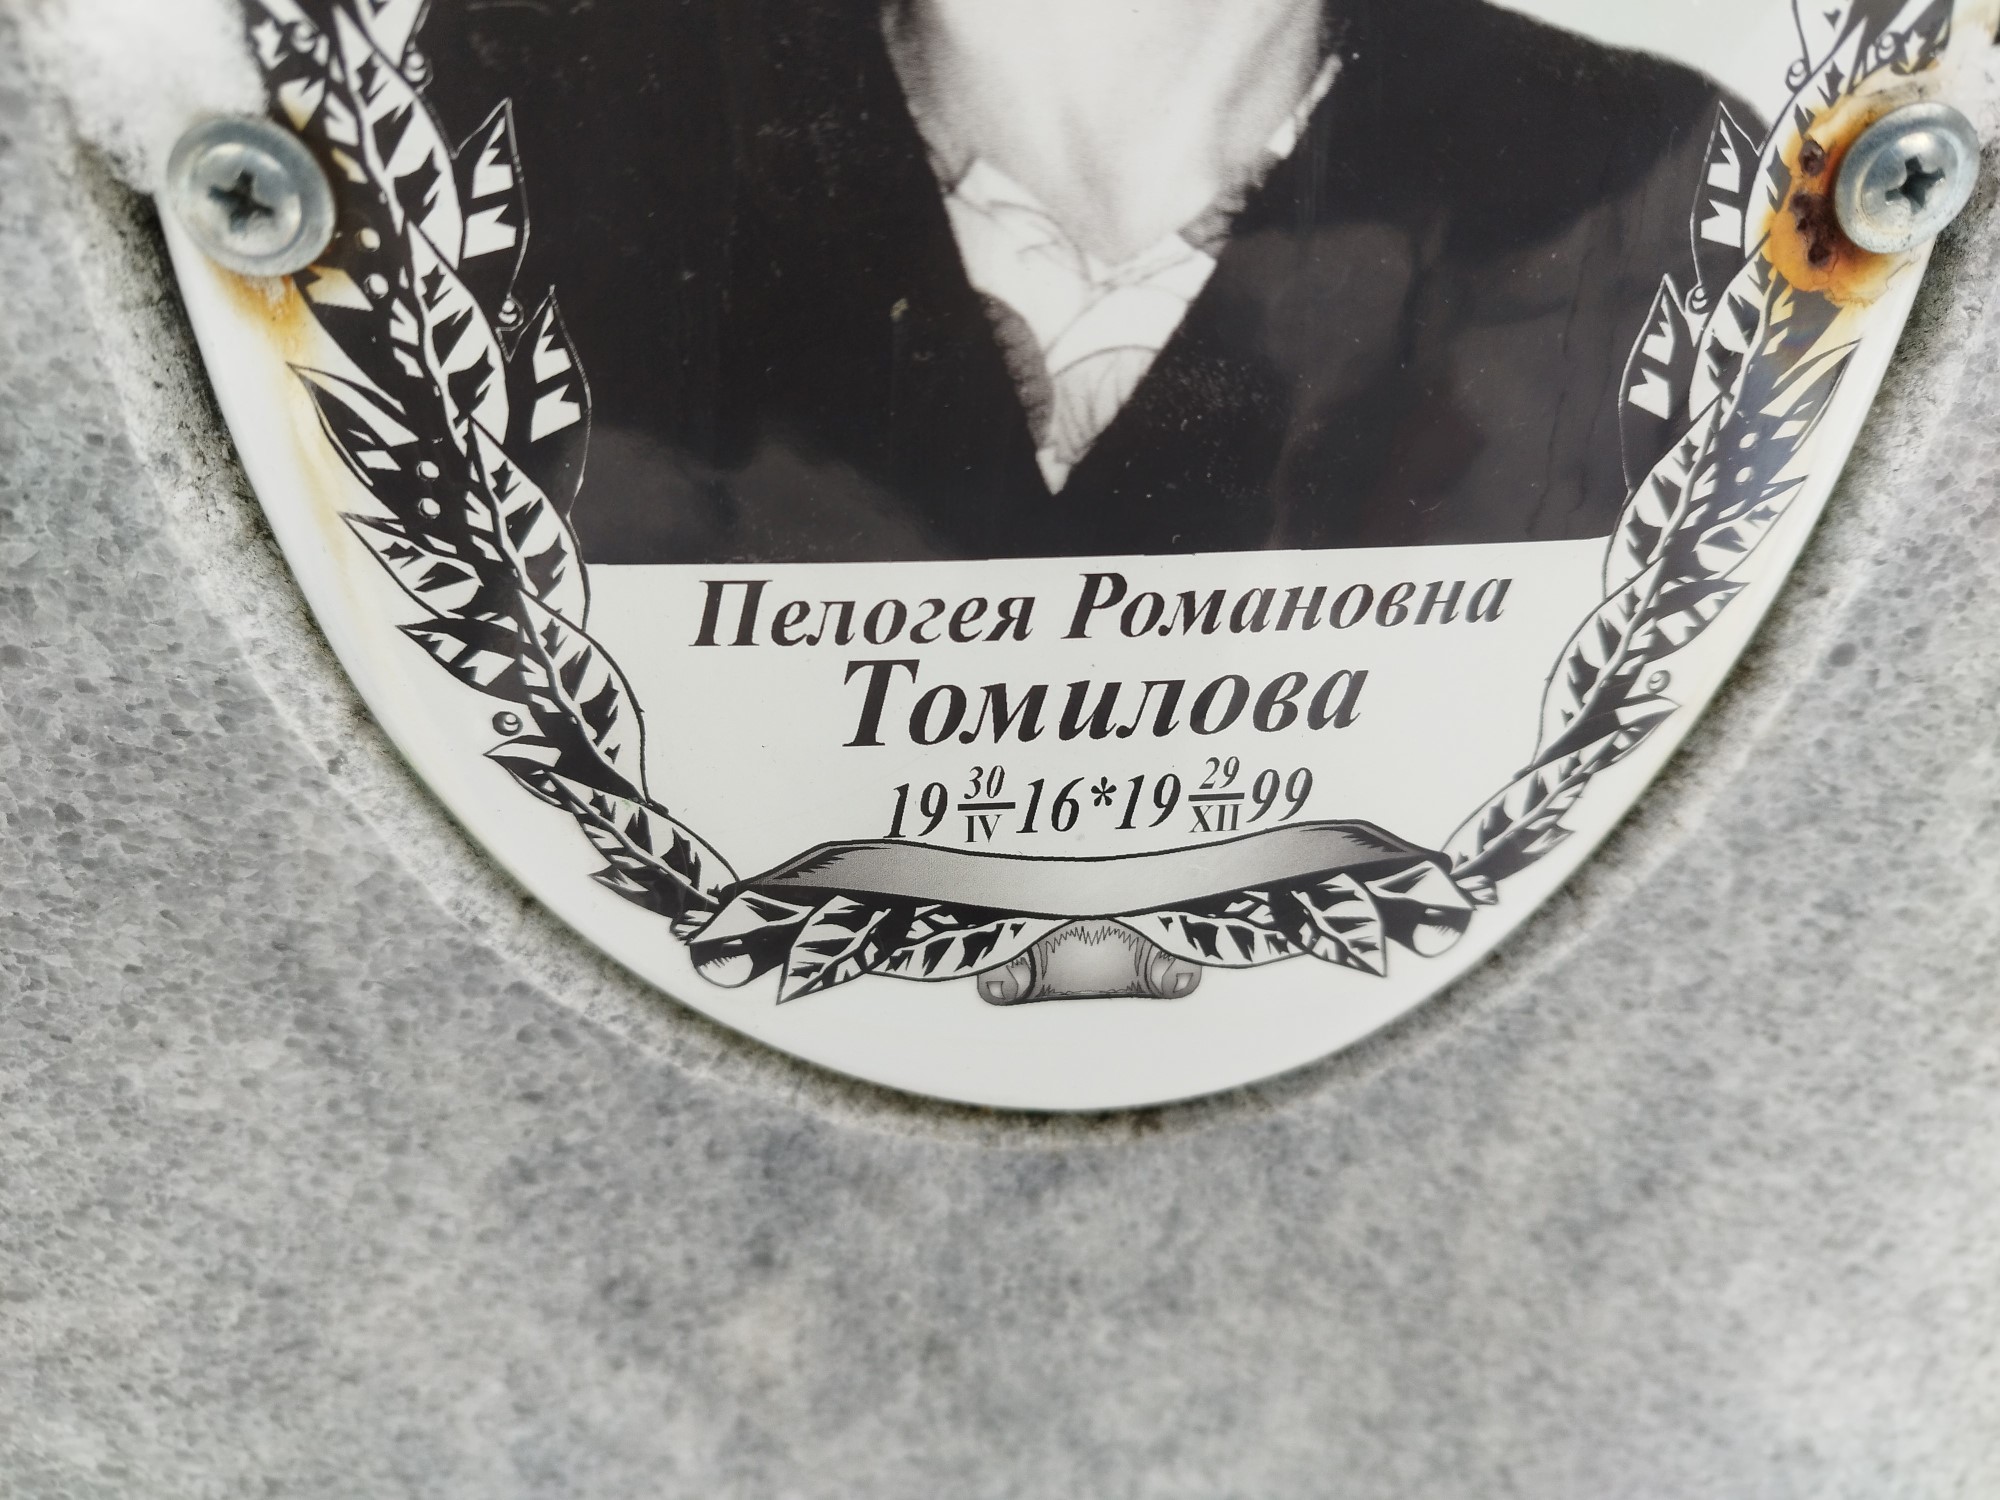 Пелогея Романовна
Томилова
19 30/IV 16*19 29/XII 99